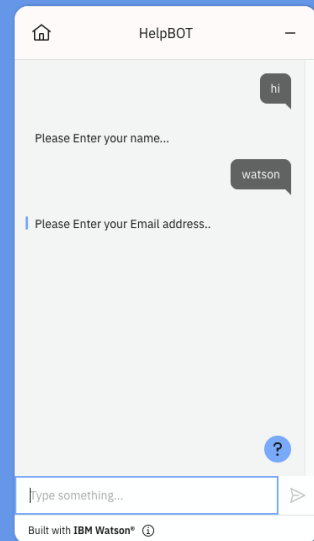 HelpBOT
hi
Please Enter your name...
watson
Please Enter your Email address..
?
Type something...
Built with IBM Watson®